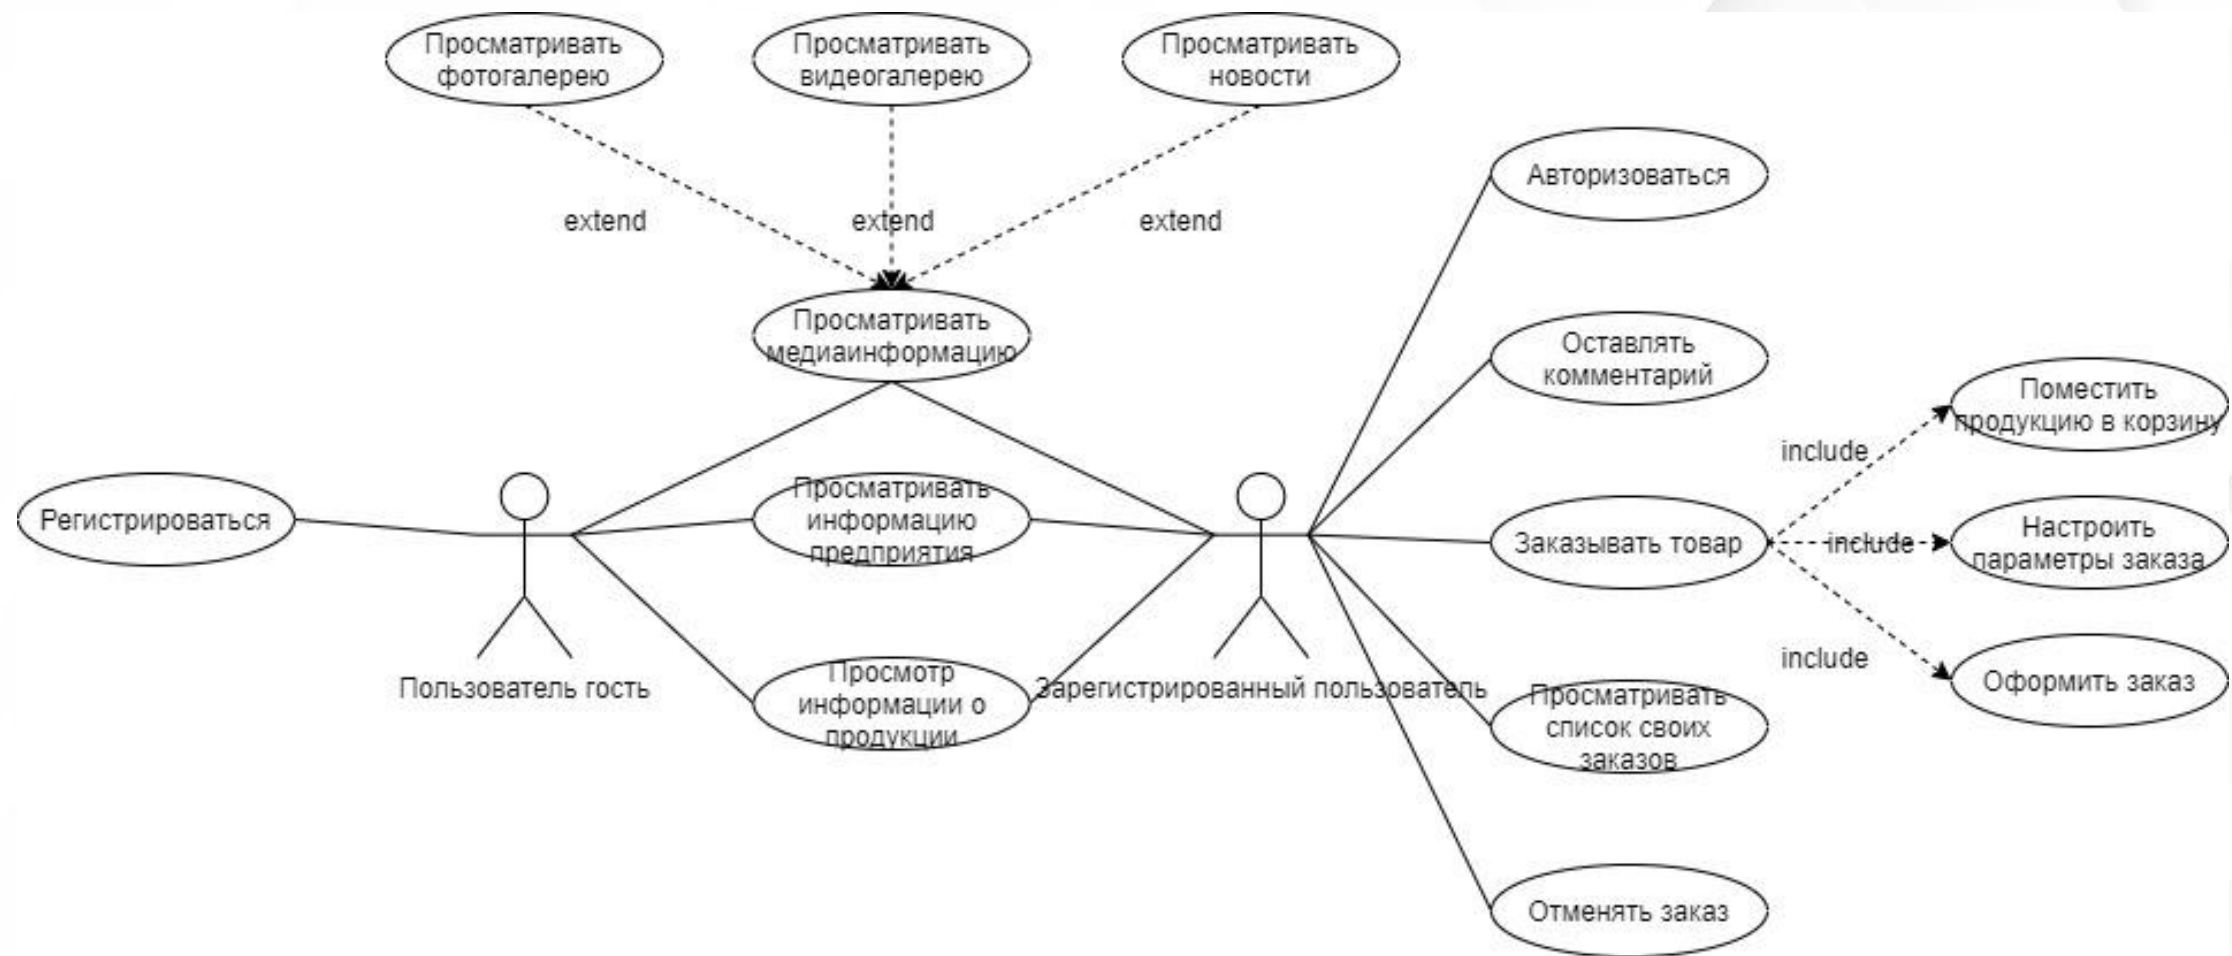 Просматривать
фотогалерею
Просматривать
видеогалерею
Просматривать
новости
Авторизоваться
extend
extend
extend
Просматривать
медиаинформацию
Оставлять
комментарий
Поместить
продукцию в корзину
include
Регистрироваться
Просматривать
информацию
предприятия
Заказывать товар
include
Настроить
параметры заказа
include
Оформить заказ
Пользователь гость
Просмотр
информации о
продукции
Зарегистрированный пользователь
Просматривать
список своих
заказов
Отменять заказ